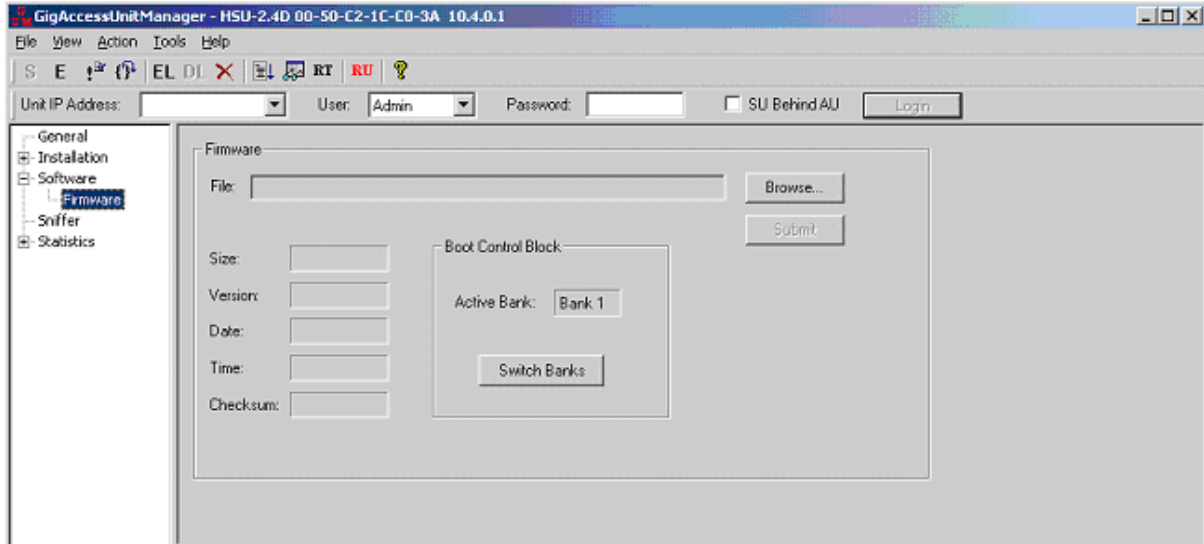 GigAccessUnitManager - HSU-2.4D 00-50-C2-1C-C0-3A 10.4.0.1
File View Action Tools Help
S E EL DL RT RU ?
Unit IP Address: User: Admin Password: SU Behind AU Login
General
Installation
Software
Firmware
Sniffer
Statistics
Firmware
File: Browse...
Submit
Size:
Version:
Date:
Time:
Checksum:
Boot Control Block
Active Bank: Bank 1
Switch Banks